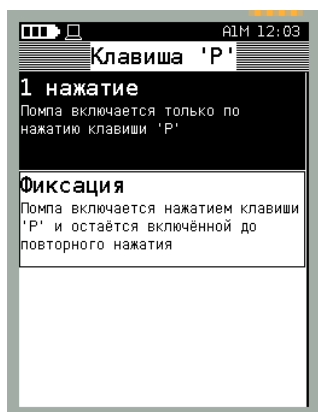 A1M 12:03
Клавиша 'P'
1 нажатие
Помпа включается только по
нажатию клавиши 'P'
Фиксация
Помпа включается нажатием клавиши
'P' и остаётся включённой до
повторного нажатия